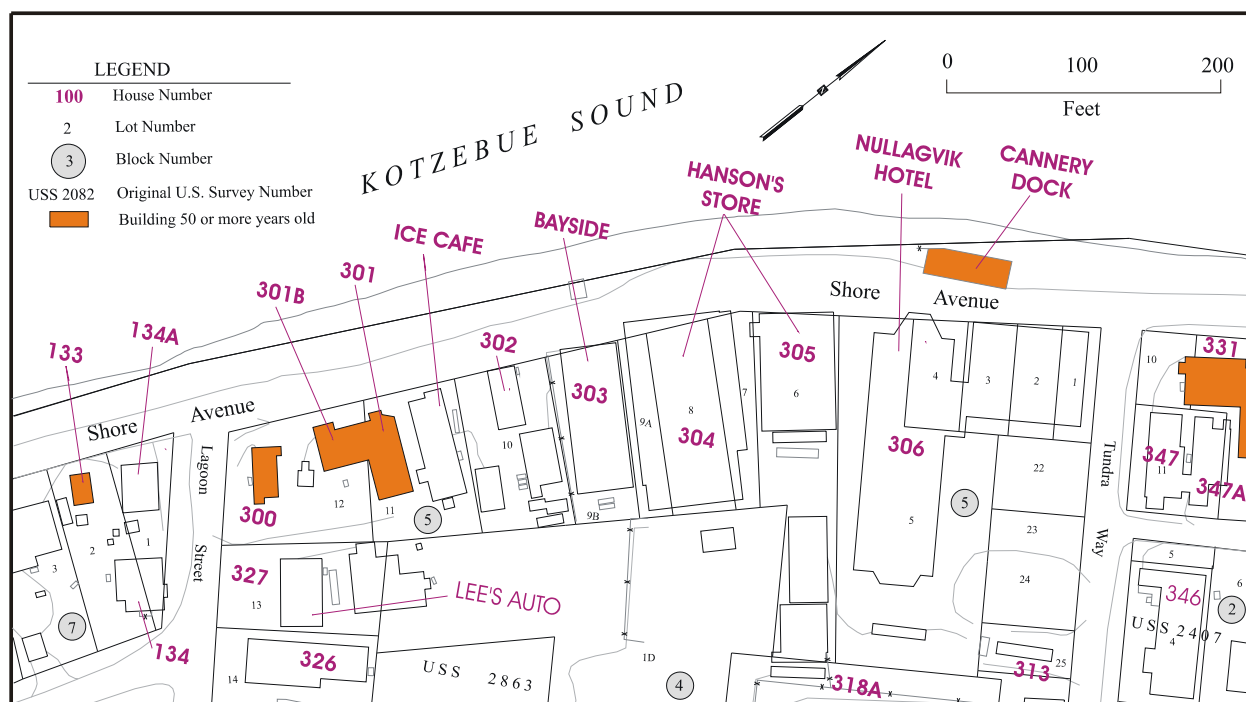 LEGEND
100 House Number
2 Lot Number
3 Block Number
USS 2082 Original U.S. Survey Number
Building 50 or more years old
KOTZEBUE SOUND
0 100 200
Feet
NULLAGVIK
HOTEL
CANNERY
DOCK
HANSON'S
STORE
BAYSIDE
ICE CAFE
301
301B
134A
133
302
303
304
305
306
331
347
347A
346
300
327
326
134
313
318A
LEE'S AUTO
Shore Avenue
Shore Avenue
Lagoon
Street
Tundra
Way
USS 2863
USS 2407
10
11
5
6
4
2
1
2
3
4
5
5
22
23
24
25
6
7
8
9A
9B
10
11
5
12
13
14
1D
4
1
2
3
7